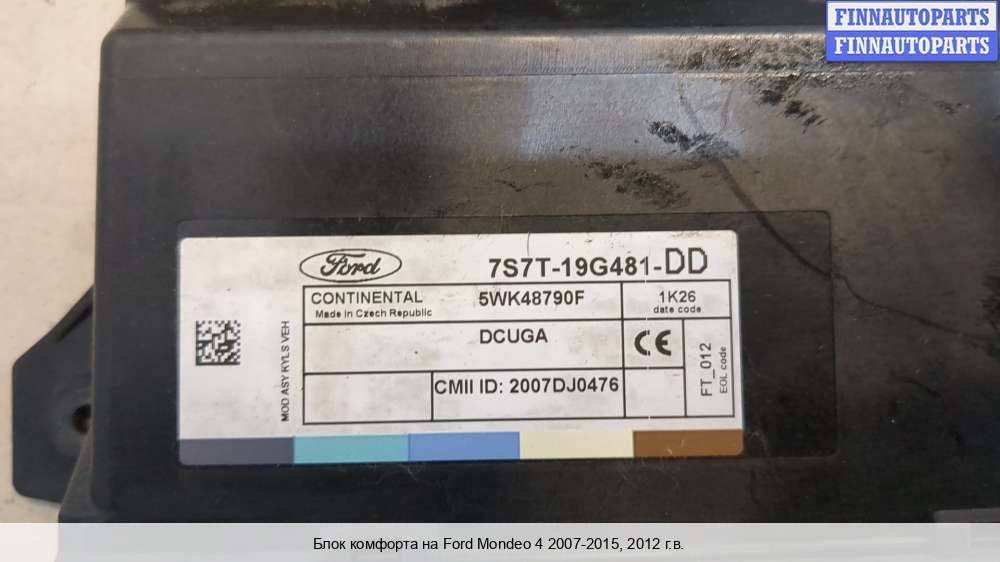 FINNAUTOPARTS
FINNAUTOPARTS
Ford
7S7T-19G481-DD
CONTINENTAL
Made in Czech Republic
5WK48790F
1K26
date code
DCUGA
CE
MOD ASY KYLS VEH
FT_012
EOL code
CMII ID: 2007DJ0476
Блок комфорта на Ford Mondeo 4 2007-2015, 2012 г.в.